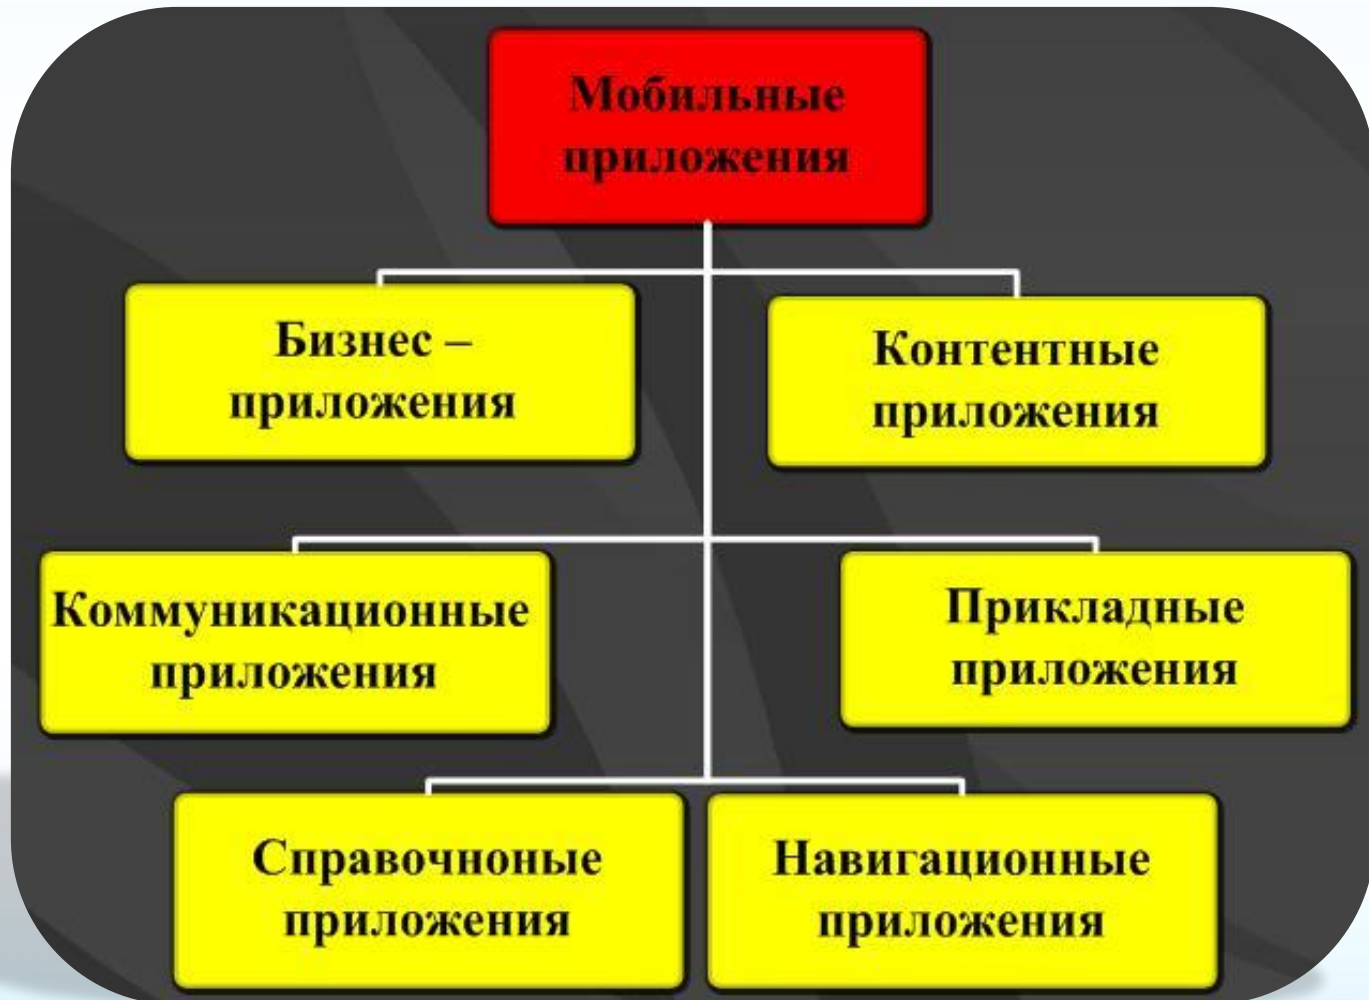 Мобильные
приложения
Бизнес –
приложения
Контентные
приложения
Коммуникационные
приложения
Прикладные
приложения
Справочноные
приложения
Навигационные
приложения